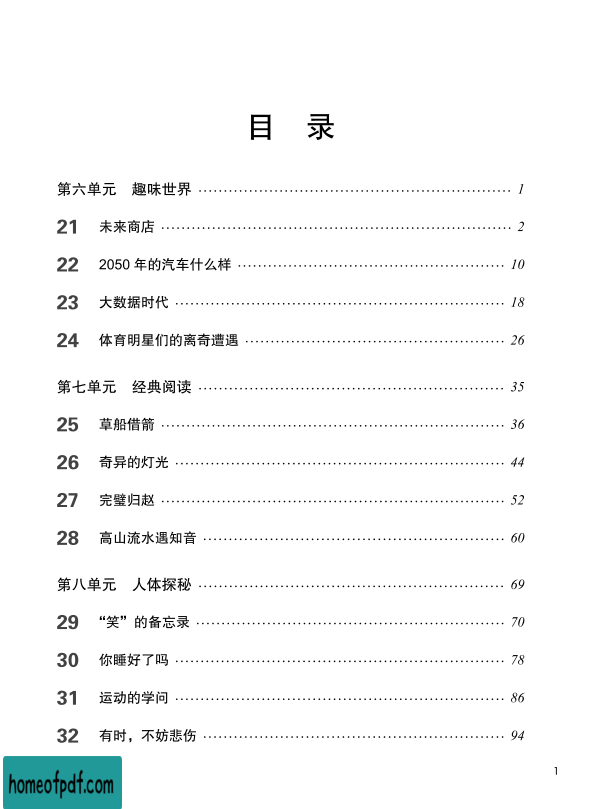 目 录
第六单元 趣味世界 1
21 未来商店 2
22 2050 年的汽车什么样 10
23 大数据时代 18
24 体育明星们的离奇遭遇 26
第七单元 经典阅读 35
25 草船借箭 36
26 奇异的灯光 44
27 完璧归赵 52
28 高山流水遇知音 60
第八单元 人体探秘 69
29 “笑”的备忘录 70
30 你睡好了吗 78
31 运动的学问 86
32 有时，不妨悲伤 94
1
homeofpdf.com